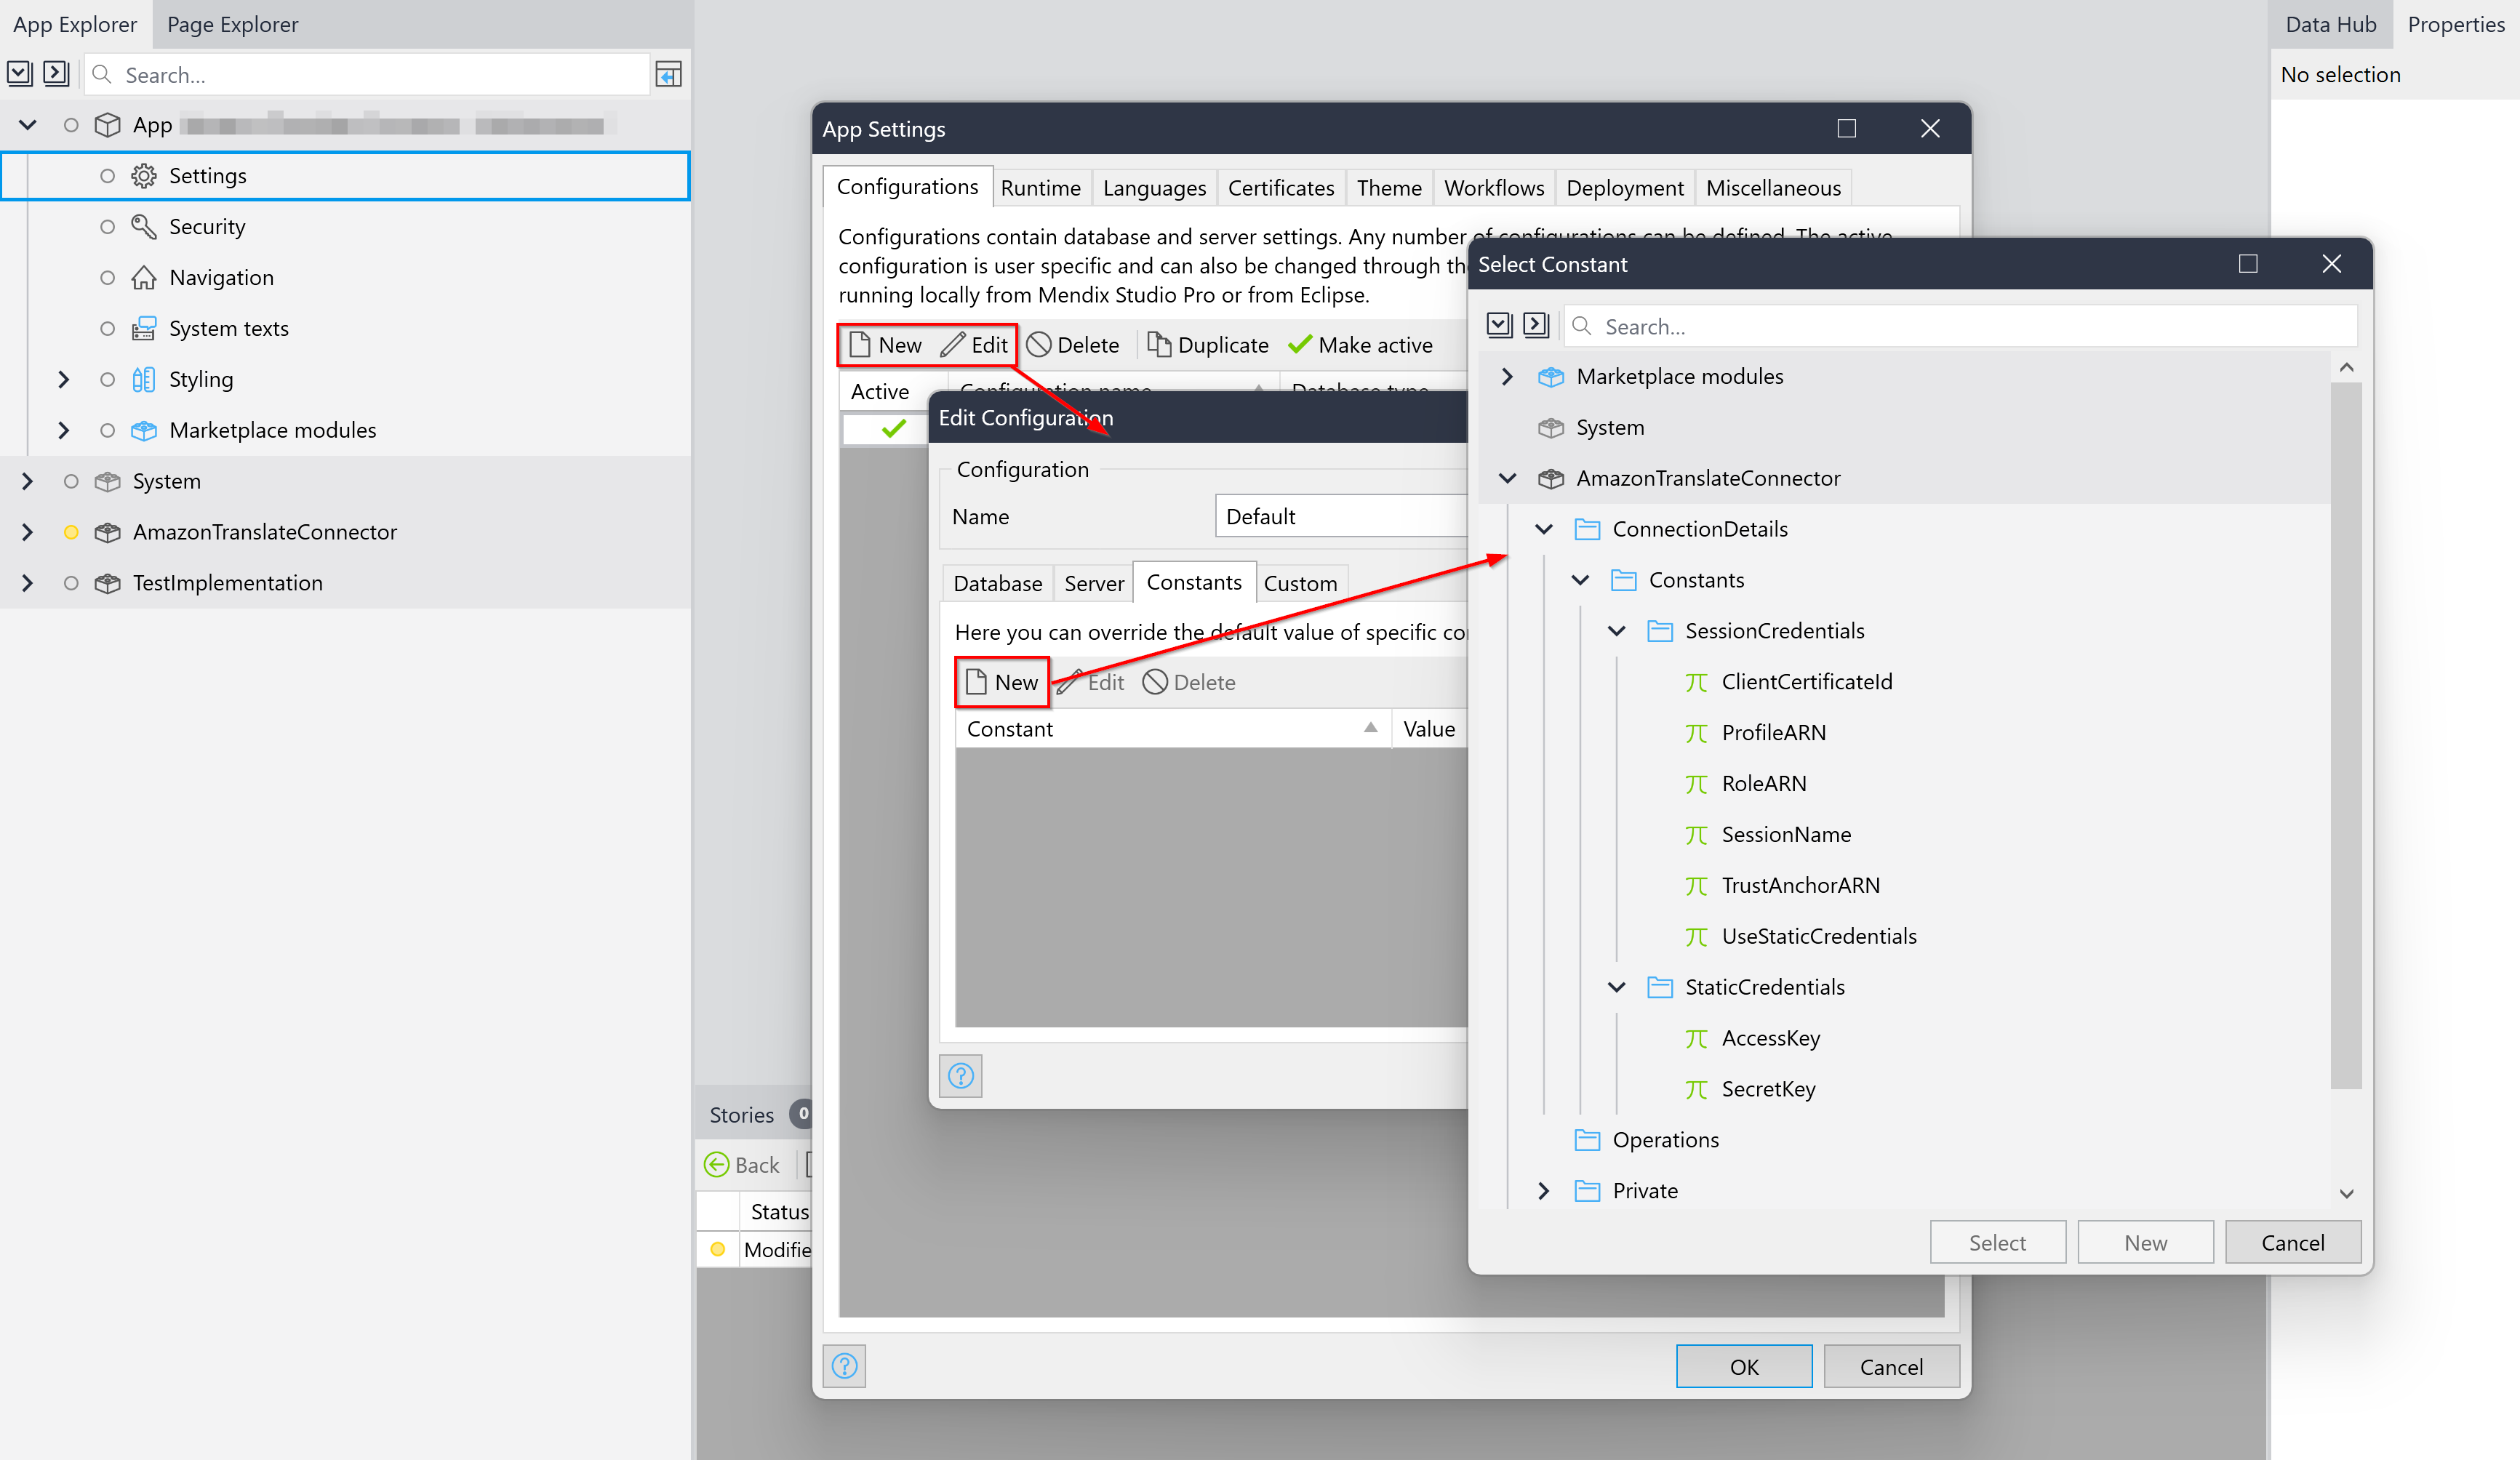 App Explorer
Page Explorer
Search...
App
Settings
Security
Navigation
System texts
Styling
Marketplace modules
System
AmazonTranslateConnector
TestImplementation
Stories 0
Back
Status
Modifie
App Settings
Configurations Runtime Languages Certificates Theme Workflows Deployment Miscellaneous
Configurations contain database and server settings. Any number of configurations can be defined. The active
configuration is user specific and can also be changed through th
running locally from Mendix Studio Pro or from Eclipse.
New Edit Delete Duplicate Make active
Active Configuration name Database type
Edit Configuration
Configuration
Name Default
Database Server Constants Custom
Here you can override the default value of specific co
New Edit Delete
Constant Value
OK Cancel
Select Constant
Search...
Marketplace modules
System
AmazonTranslateConnector
ConnectionDetails
Constants
SessionCredentials
ClientCertificateId
ProfileARN
RoleARN
SessionName
TrustAnchorARN
UseStaticCredentials
StaticCredentials
AccessKey
SecretKey
Operations
Private
Select New Cancel
Data Hub Properties
No selection